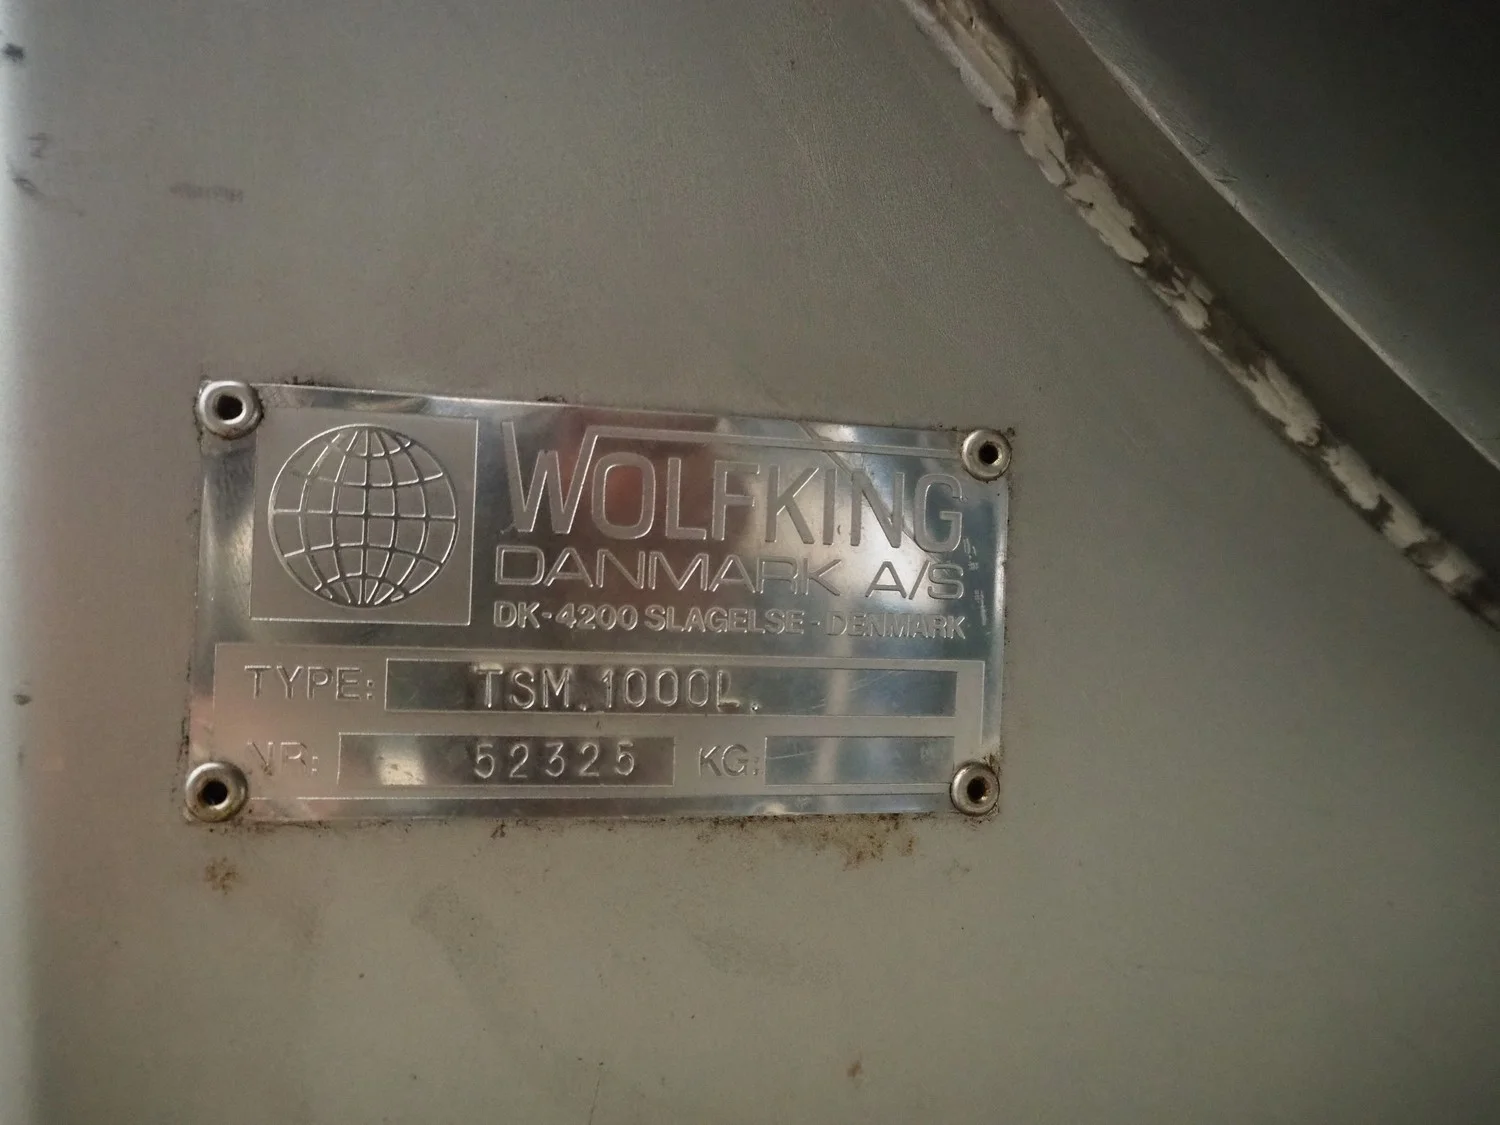 WOLFKING
DANMARK A/S
DK-4200 SLAGELSE - DENMARK
TYPE: TSM. 1000L.
NR: 52325 KG: